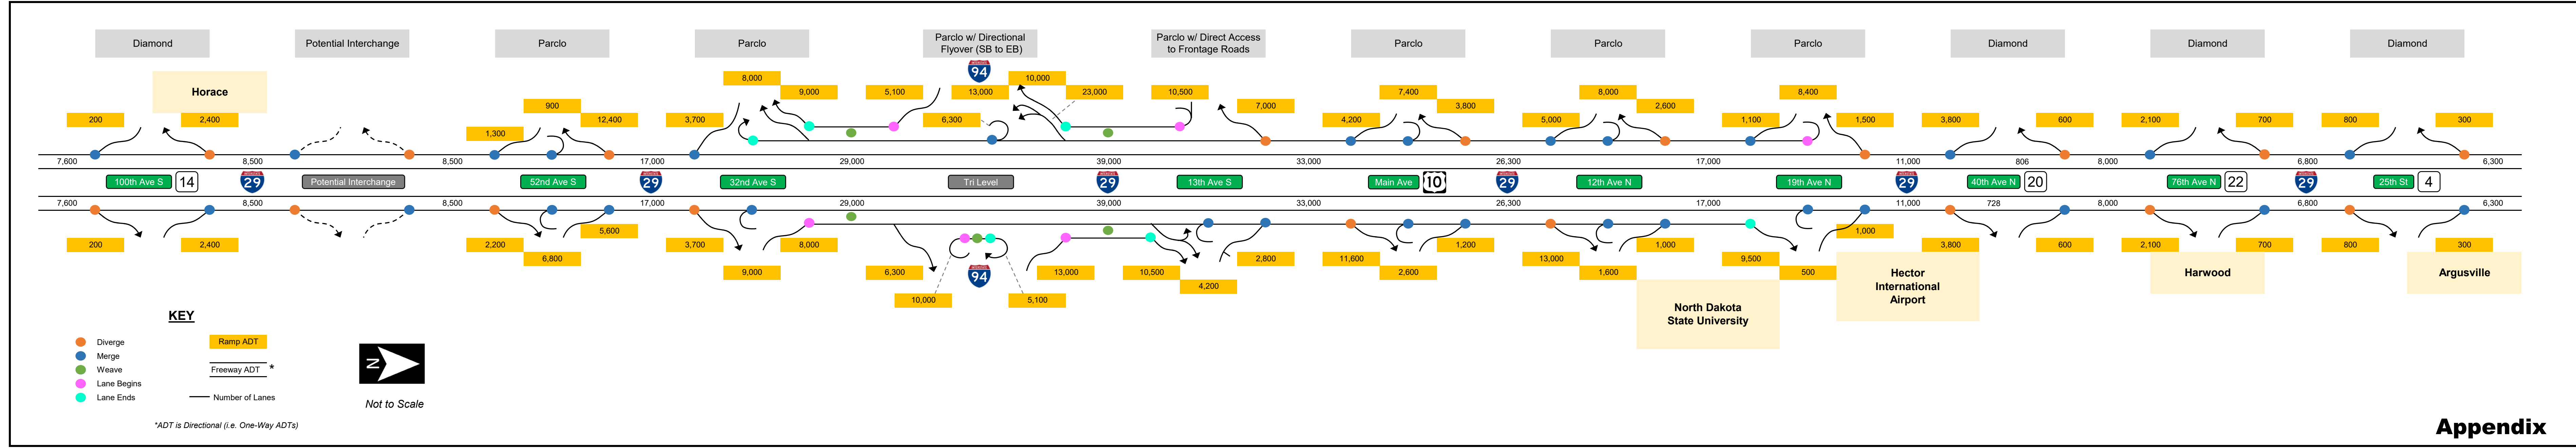 Diamond
Potential Interchange
Parclo
Parclo
Parclo w/ Directional
Flyover (SB to EB)
Parclo w/ Direct Access
to Frontage Roads
Parclo
Parclo
Parclo
Diamond
Diamond
Diamond
Horace
94
200
2,400
1,300
900
12,400
3,700
8,000
9,000
5,100
13,000
6,300
10,000
23,000
10,500
7,000
4,200
7,400
3,800
5,000
8,000
2,600
1,100
8,400
1,500
3,800
600
2,100
700
800
300
7,600
8,500
8,500
17,000
29,000
39,000
33,000
26,300
17,000
11,000
806
8,000
6,800
6,300
100th Ave S
14
29
Potential Interchange
52nd Ave S
29
32nd Ave S
Tri Level
29
13th Ave S
Main Ave
10
29
12th Ave N
19th Ave N
29
40th Ave N
20
76th Ave N
22
29
25th St
4
7,600
8,500
8,500
17,000
29,000
39,000
33,000
26,300
17,000
11,000
728
8,000
6,800
6,300
200
2,400
2,200
6,800
5,600
3,700
9,000
8,000
6,300
10,000
94
5,100
13,000
10,500
4,200
2,800
11,600
2,600
1,200
13,000
1,600
1,000
9,500
500
1,000
3,800
600
2,100
700
800
300
North Dakota
State University
Hector
International
Airport
Harwood
Argusville
KEY
Diverge
Merge
Weave
Lane Begins
Lane Ends
Ramp ADT
Freeway ADT *
Number of Lanes
*ADT is Directional (i.e. One-Way ADTs)
N
Not to Scale
Appendix